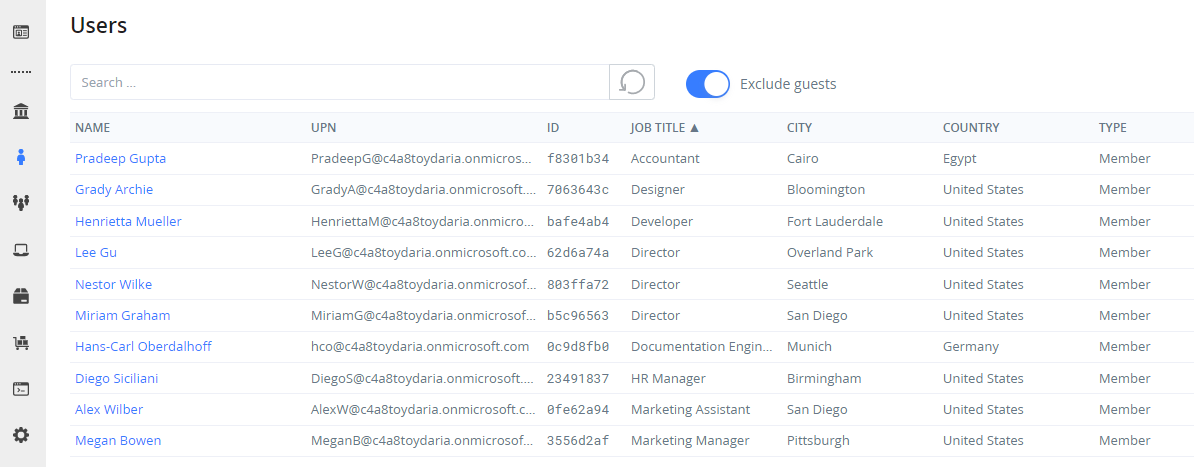 Users
Search ...
Exclude guests
NAME UPN ID JOB TITLE ▲ CITY COUNTRY TYPE
Pradeep Gupta PradeepG@c4a8toydaria.onmicros... f8301b34 Accountant Cairo Egypt Member
Grady Archie GradyA@c4a8toydaria.onmicrosoft.... 7063643c Designer Bloomington United States Member
Henrietta Mueller HenriettaM@c4a8toydaria.onmicro... bafe4ab4 Developer Fort Lauderdale United States Member
Lee Gu LeeG@c4a8toydaria.onmicrosoft.co... 62d6a74a Director Overland Park United States Member
Nestor Wilke NestorW@c4a8toydaria.onmicrosof... 803ffa72 Director Seattle United States Member
Miriam Graham MiriamG@c4a8toydaria.onmicrosof... b5c96563 Director San Diego United States Member
Hans-Carl Oberdalhoff hco@c4a8toydaria.onmicrosoft.com 0c9d8fb0 Documentation Engin... Munich Germany Member
Diego Siciliani DiegoS@c4a8toydaria.onmicrosoft.... 23491837 HR Manager Birmingham United States Member
Alex Wilber AlexW@c4a8toydaria.onmicrosoft.c... 0fe62a94 Marketing Assistant San Diego United States Member
Megan Bowen MeganB@c4a8toydaria.onmicrosof... 3556d2af Marketing Manager Pittsburgh United States Member